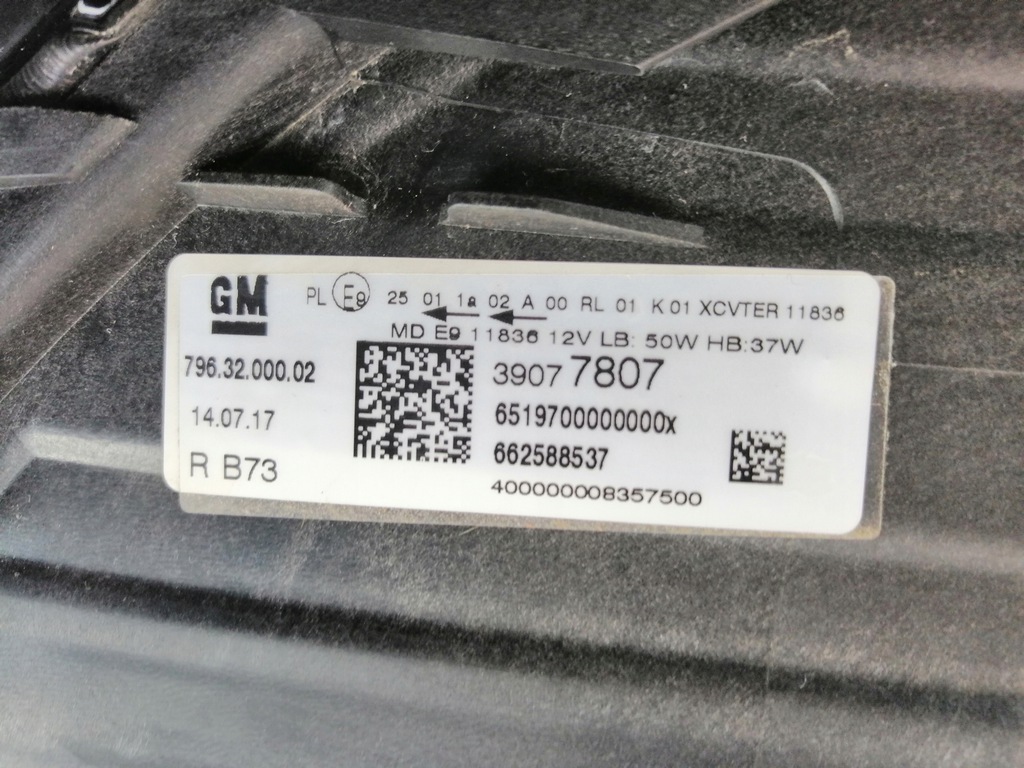 GM
PL E9 25 01 1a 02 A 00 RL 01 K 01 XCVTER 11836
MD E9 11836 12V LB: 50W HB:37W
796.32.000.02
39077807
14.07.17
6519700000000x
R B73
662588537
400000008357500